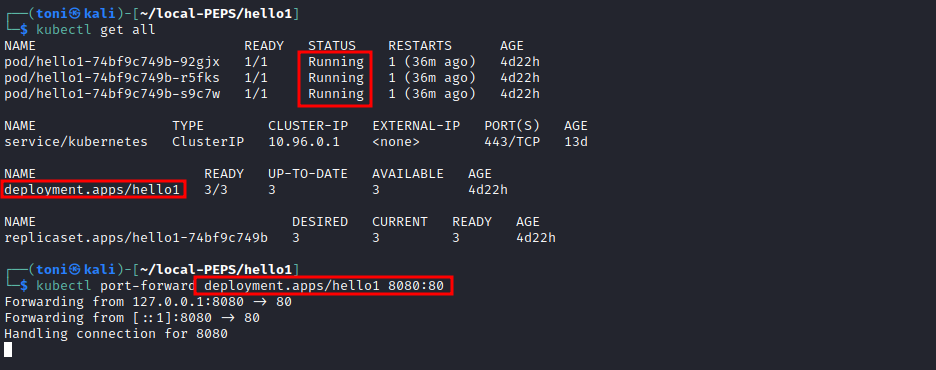 ┌──(toni㉿kali)-[~/local-PEPS/hello1]
└─$ kubectl get all
NAME                          READY   STATUS    RESTARTS      AGE
pod/hello1-74bf9c749b-92gjx   1/1     Running   1 (36m ago)   4d22h
pod/hello1-74bf9c749b-r5fks   1/1     Running   1 (36m ago)   4d22h
pod/hello1-74bf9c749b-s9c7w   1/1     Running   1 (36m ago)   4d22h
NAME                 TYPE        CLUSTER-IP   EXTERNAL-IP   PORT(S)   AGE
service/kubernetes   ClusterIP   10.96.0.1    <none>        443/TCP   13d
NAME                     READY   UP-TO-DATE   AVAILABLE   AGE
deployment.apps/hello1   3/3     3            3           4d22h
NAME                                DESIRED   CURRENT   READY   AGE
replicaset.apps/hello1-74bf9c749b   3         3         3       4d22h
┌──(toni㉿kali)-[~/local-PEPS/hello1]
└─$ kubectl port-forward deployment.apps/hello1 8080:80
Forwarding from 127.0.0.1:8080 → 80
Forwarding from [::1]:8080 → 80
Handling connection for 8080